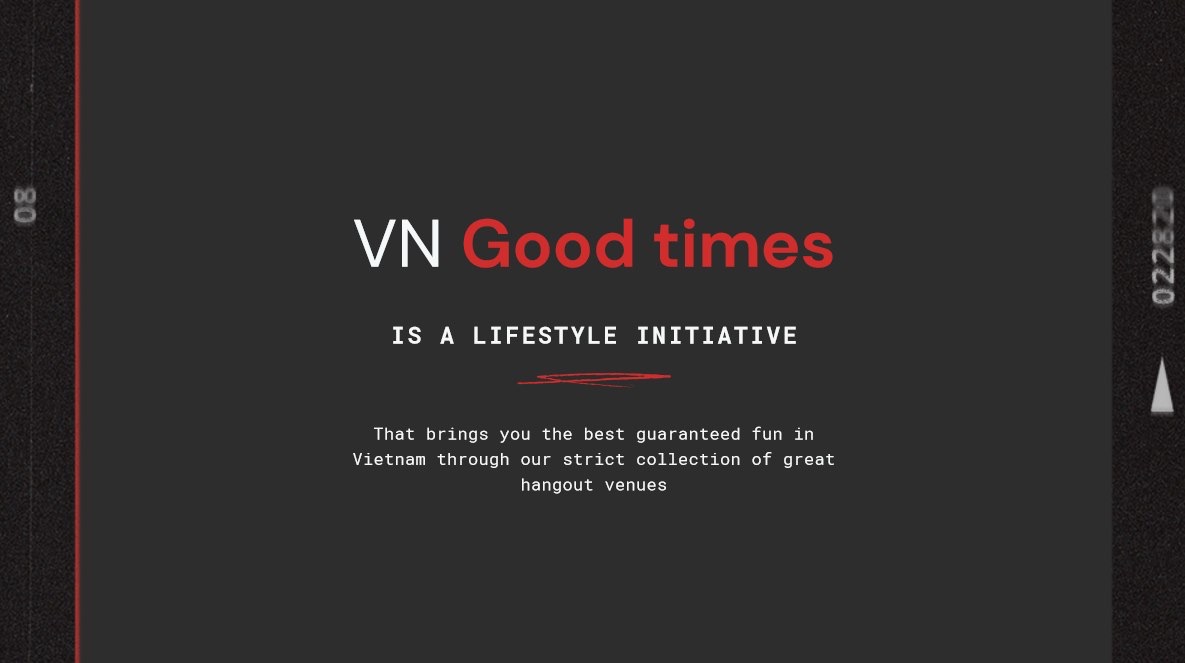 08
VN Good times
IS A LIFESTYLE INITIATIVE
That brings you the best guaranteed fun in
Vietnam through our strict collection of great
hangout venues